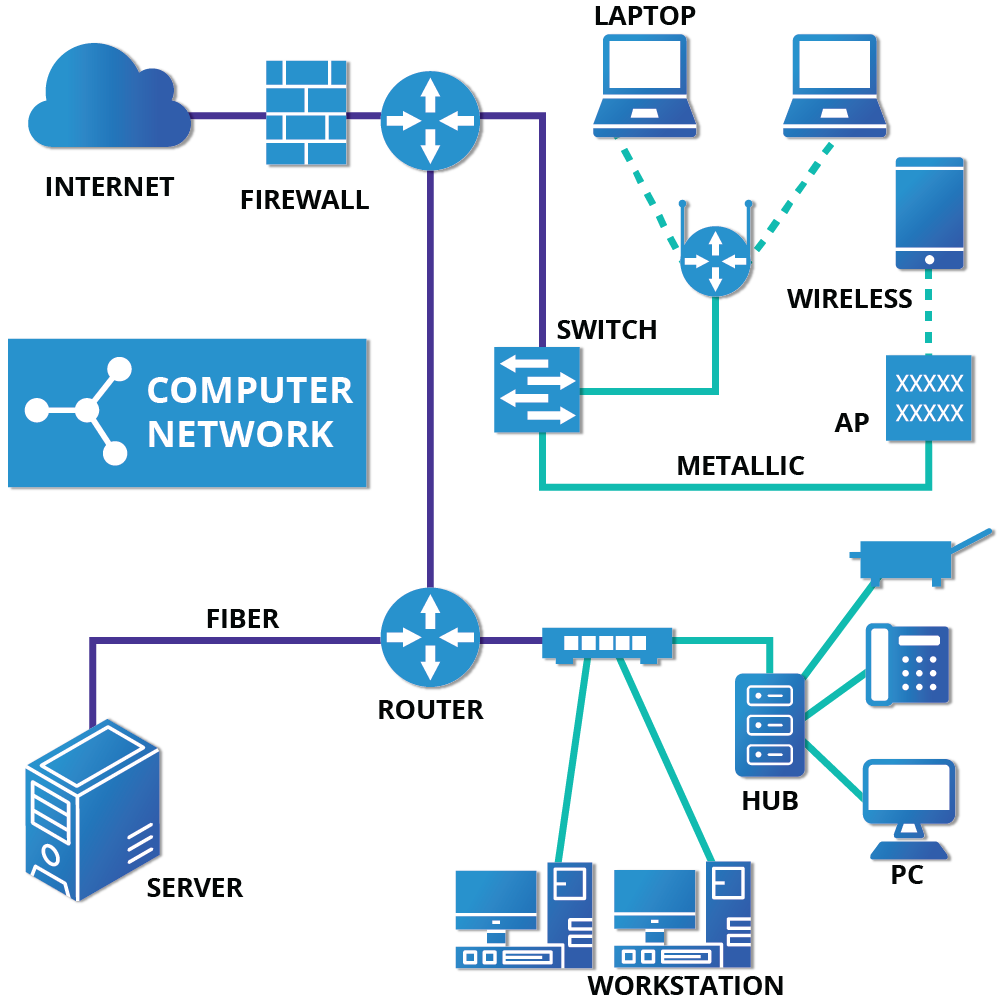 LAPTOP
INTERNET
FIREWALL
WIRELESS
SWITCH
COMPUTER
NETWORK
XXXXX
XXXXX
AP
METALLIC
FIBER
ROUTER
HUB
PC
SERVER
WORKSTATION